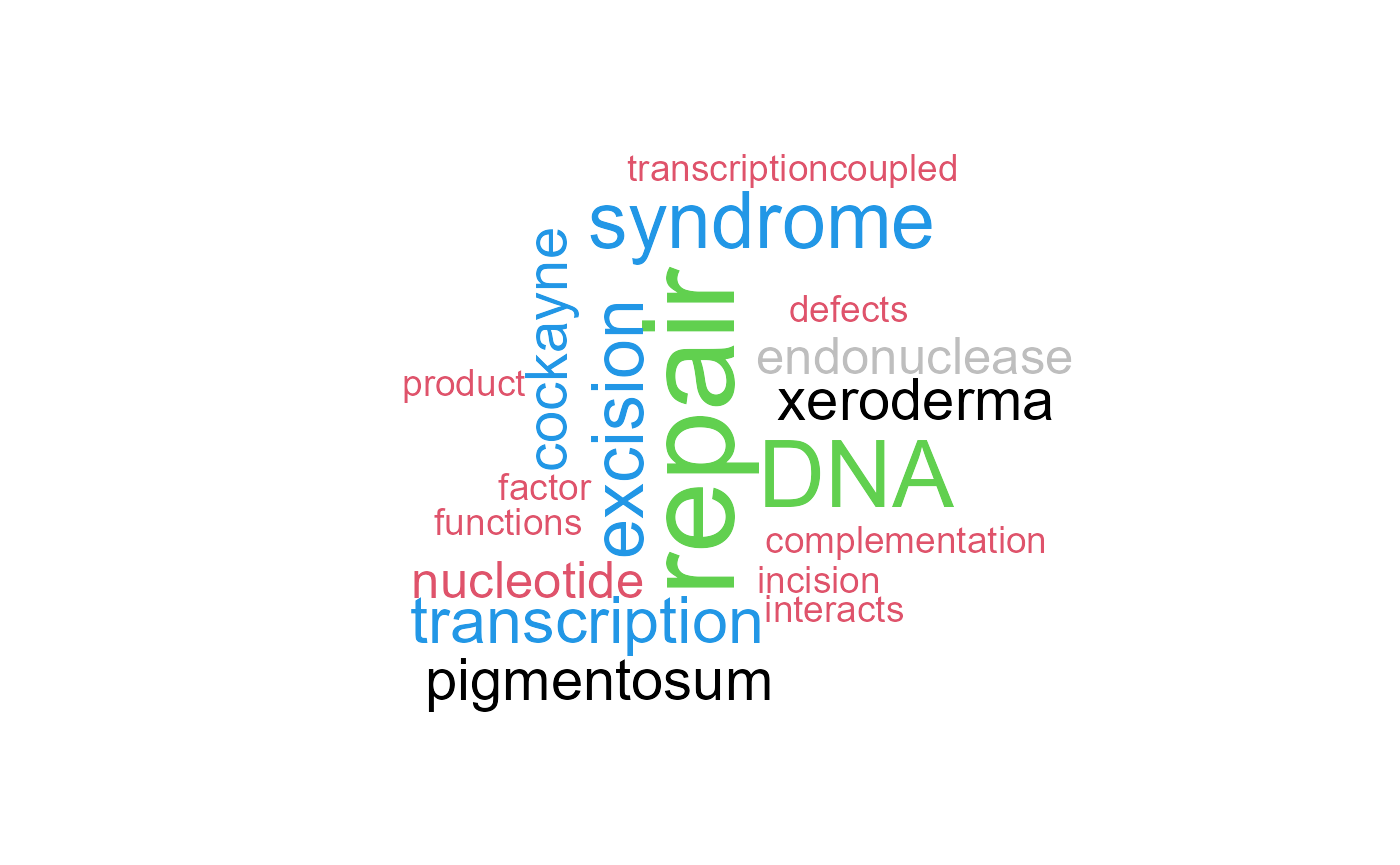 transcriptioncoupled
syndrome
cockayne
excision
repair
defects
endonuclease
product
xeroderma
DNA
factor
functions
complementation
nucleotide
incision
interacts
transcription
pigmentosum